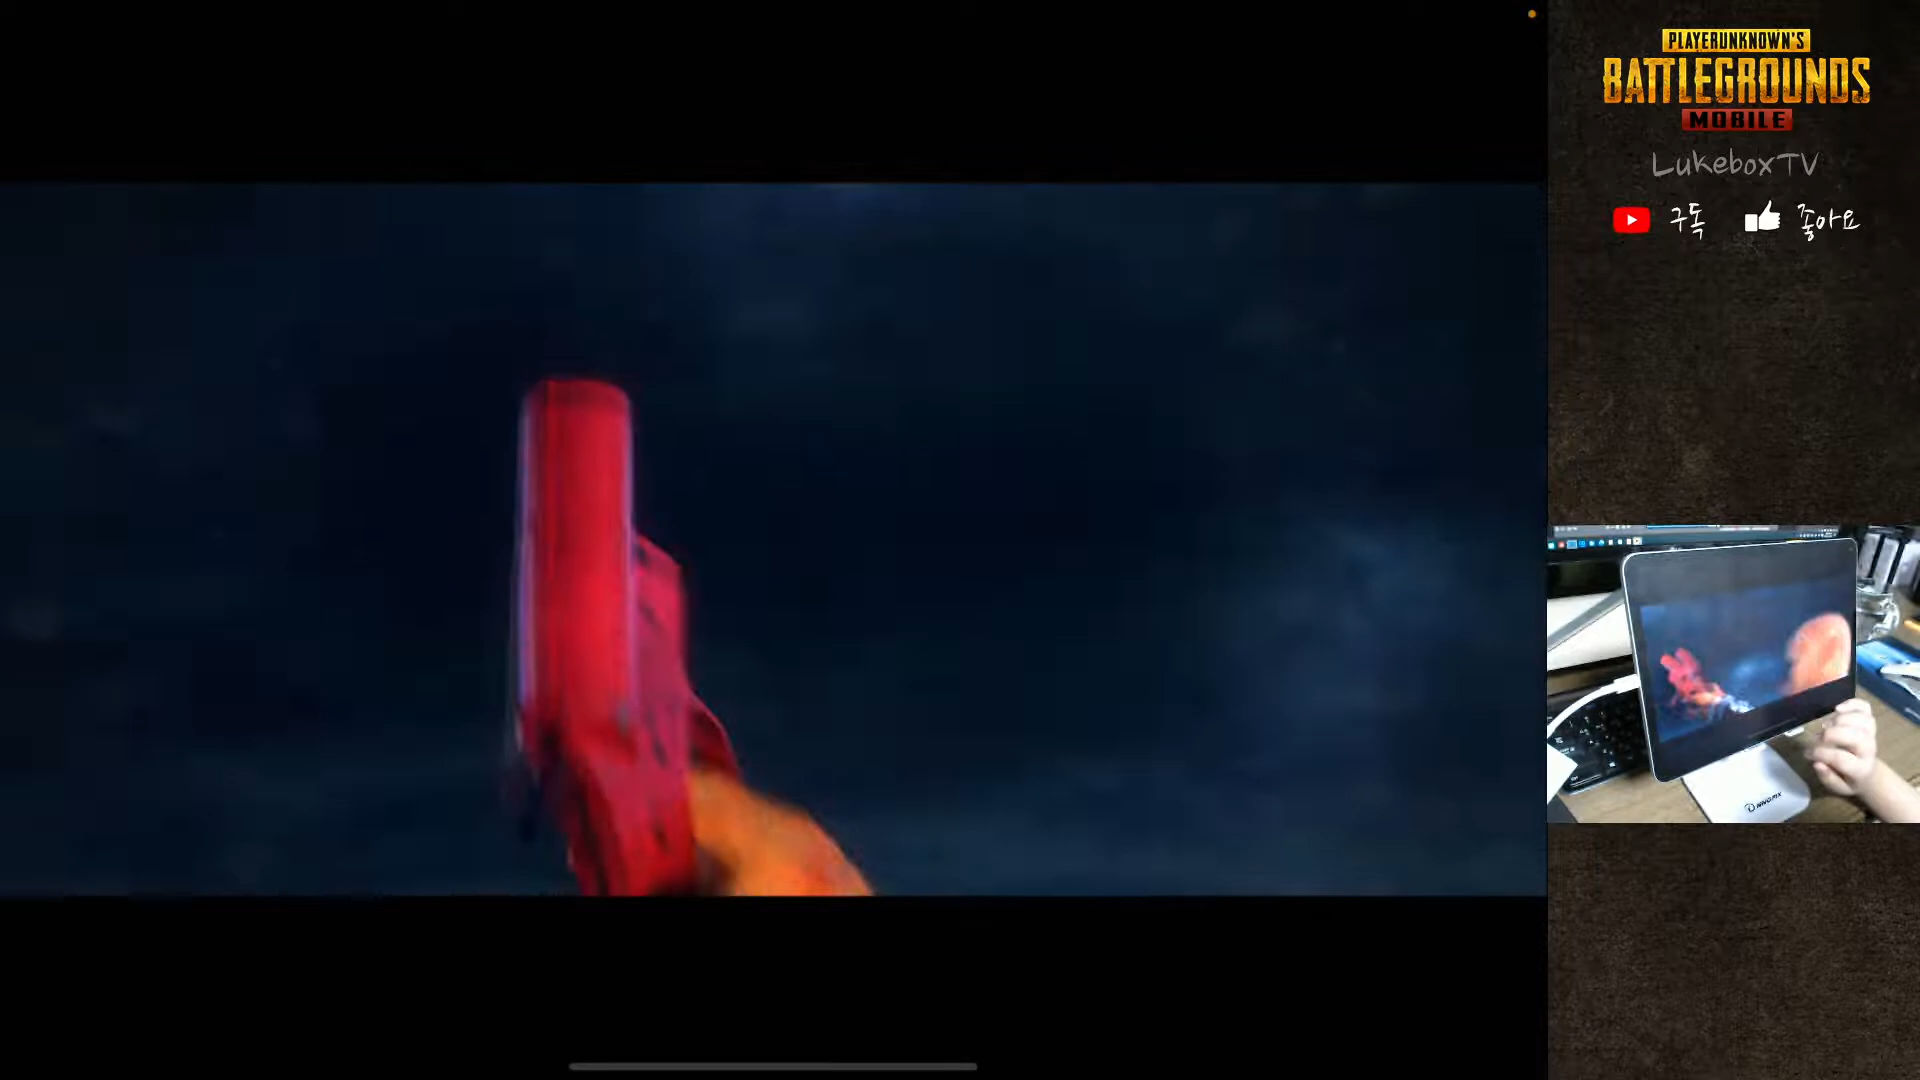 PLAYERUNKNOWN'S
BATTLEGROUNDS
MOBILE
LukeboxTV
구독 좋아요